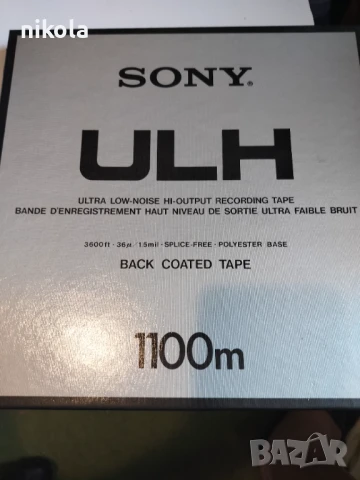 nikola
SONY®
ULH
ULTRA LOW-NOISE HI-OUTPUT RECORDING TAPE
BANDE D'ENREGISTREMENT HAUT NIVEAU DE SORTIE ULTRA FAIBLE BRUIT
3600ft · 36μ/1.5mil · SPLICE-FREE · POLYESTER BASE
BACK COATED TAPE
1100m
BAZAR